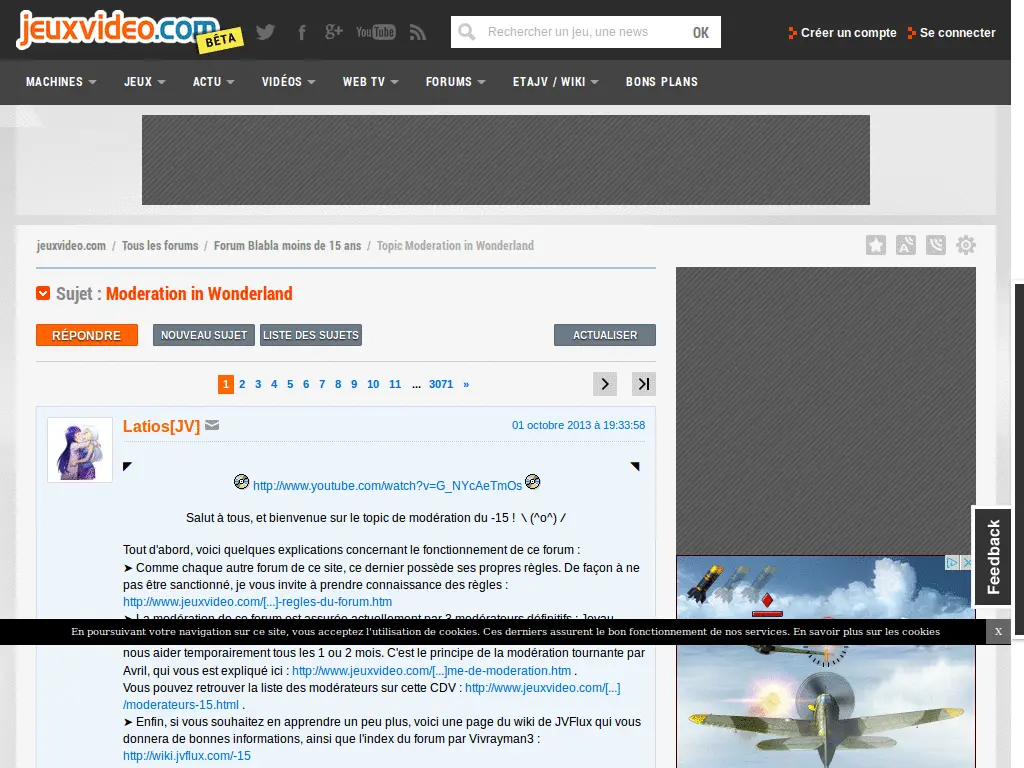 jeuxvideo.com
BÊTA
YouTube
Rechercher un jeu, une news
OK
Créer un compte
Se connecter
MACHINES
JEUX
ACTU
VIDÉOS
WEB TV
FORUMS
ETAJV / WIKI
BONS PLANS
jeuxvideo.com / Tous les forums / Forum Blabla moins de 15 ans / Topic Moderation in Wonderland
Sujet : Moderation in Wonderland
RÉPONDRE
NOUVEAU SUJET
LISTE DES SUJETS
ACTUALISER
1 2 3 4 5 6 7 8 9 10 11 ... 3071 »
Latios[JV]
01 octobre 2013 à 19:33:58
http://www.youtube.com/watch?v=G_NYcAeTmOs
Salut à tous, et bienvenue sur le topic de modération du -15 ! \ (^o^) /
Tout d'abord, voici quelques explications concernant le fonctionnement de ce forum :
➤ Comme chaque autre forum de ce site, ce dernier possède ses propres règles. De façon à ne
pas être sanctionné, je vous invite à prendre connaissance des règles :
http://www.jeuxvideo.com/[...]-regles-du-forum.htm
➤ La modération de ce forum est assurée actuellement par 3 modérateurs définitifs :
En poursuivant votre navigation sur ce site, vous acceptez l'utilisation de cookies. Ces derniers assurent le bon fonctionnement de nos services. En savoir plus sur les cookies
X
nous aider temporairement tous les 1 ou 2 mois. C'est le principe de la modération tournante par
Avril, qui vous est expliqué ici : http://www.jeuxvideo.com/[...]me-de-moderation.htm .
Vous pouvez retrouver la liste des modérateurs sur cette CDV : http://www.jeuxvideo.com/[...]
/moderateurs-15.html .
➤ Enfin, si vous souhaitez en apprendre un peu plus, voici une page du wiki de JVFlux qui vous
donnera de bonnes informations, ainsi que l'index du forum par Vivrayman3 :
http://wiki.jvflux.com/-15
Feedback